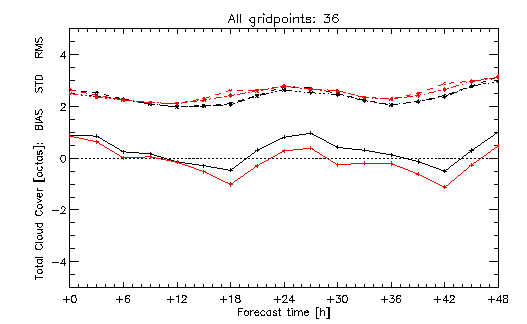 All gridpoints: 36
Total Cloud Cover [octas]: BIAS STD RMS
4
2
0
−2
−4
+0 +6 +12 +18 +24 +30 +36 +42 +48
Forecast time [h]